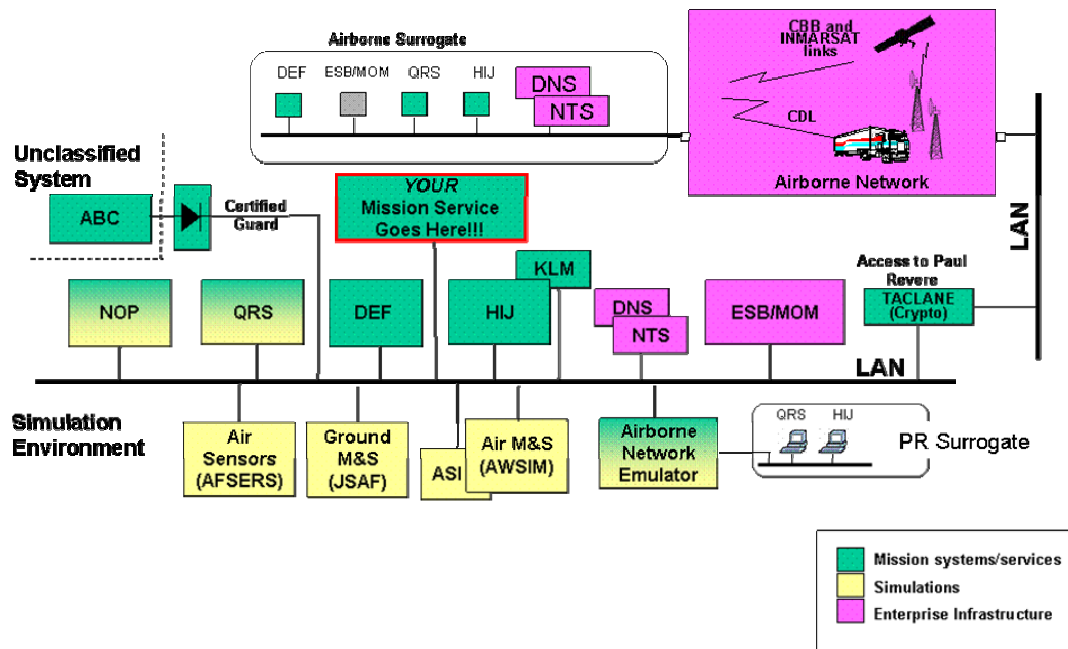 Airborne Surrogate
DEF
ESB/MOM
QRS
HIJ
DNS
NTS
CBB and
INMARSAT
links
CDL
Airborne Network
LAN
Unclassified
System
ABC
Certified
Guard
YOUR
Mission Service
Goes Here!!!
NOP
QRS
DEF
HIJ
KLM
DNS
NTS
ESB/MOM
Access to Paul
Revere
TACLANE
(Crypto)
LAN
Simulation
Environment
Air
Sensors
(AFSERS)
Ground
M&S
(JSAF)
ASI
Air M&S
(AWSIM)
Airborne
Network
Emulator
QRS
HIJ
PR Surrogate
Mission systems/services
Simulations
Enterprise Infrastructure